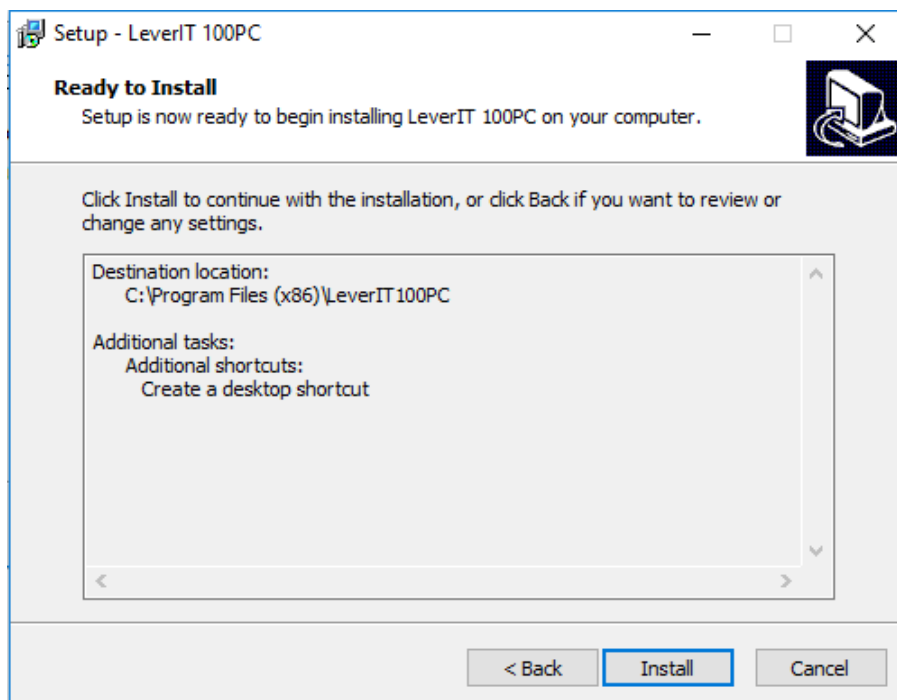 Setup - LeverIT 100PC
Ready to Install
Setup is now ready to begin installing LeverIT 100PC on your computer.
Click Install to continue with the installation, or click Back if you want to review or
change any settings.
Destination location:
C:\Program Files (x86)\LeverIT100PC
Additional tasks:
Additional shortcuts:
Create a desktop shortcut
< Back
Install
Cancel